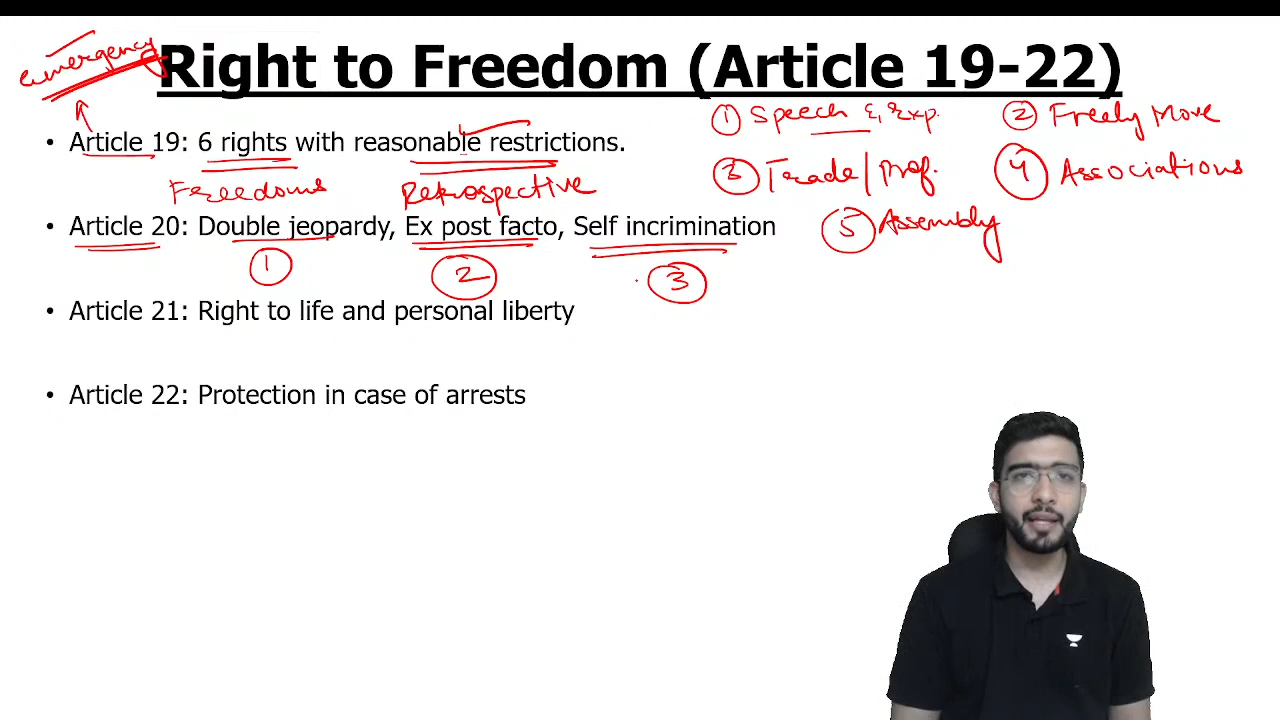 emergency
Right to Freedom (Article 19-22)
① Speech & Exp.
② Freely Move
• Article 19: 6 rights with reasonable restrictions.
③ Trade/Prof.
④ Associations
Freedoms
Retrospective
• Article 20: Double jeopardy, Ex post facto, Self incrimination
⑤ Assembly
① ② ③
• Article 21: Right to life and personal liberty
• Article 22: Protection in case of arrests